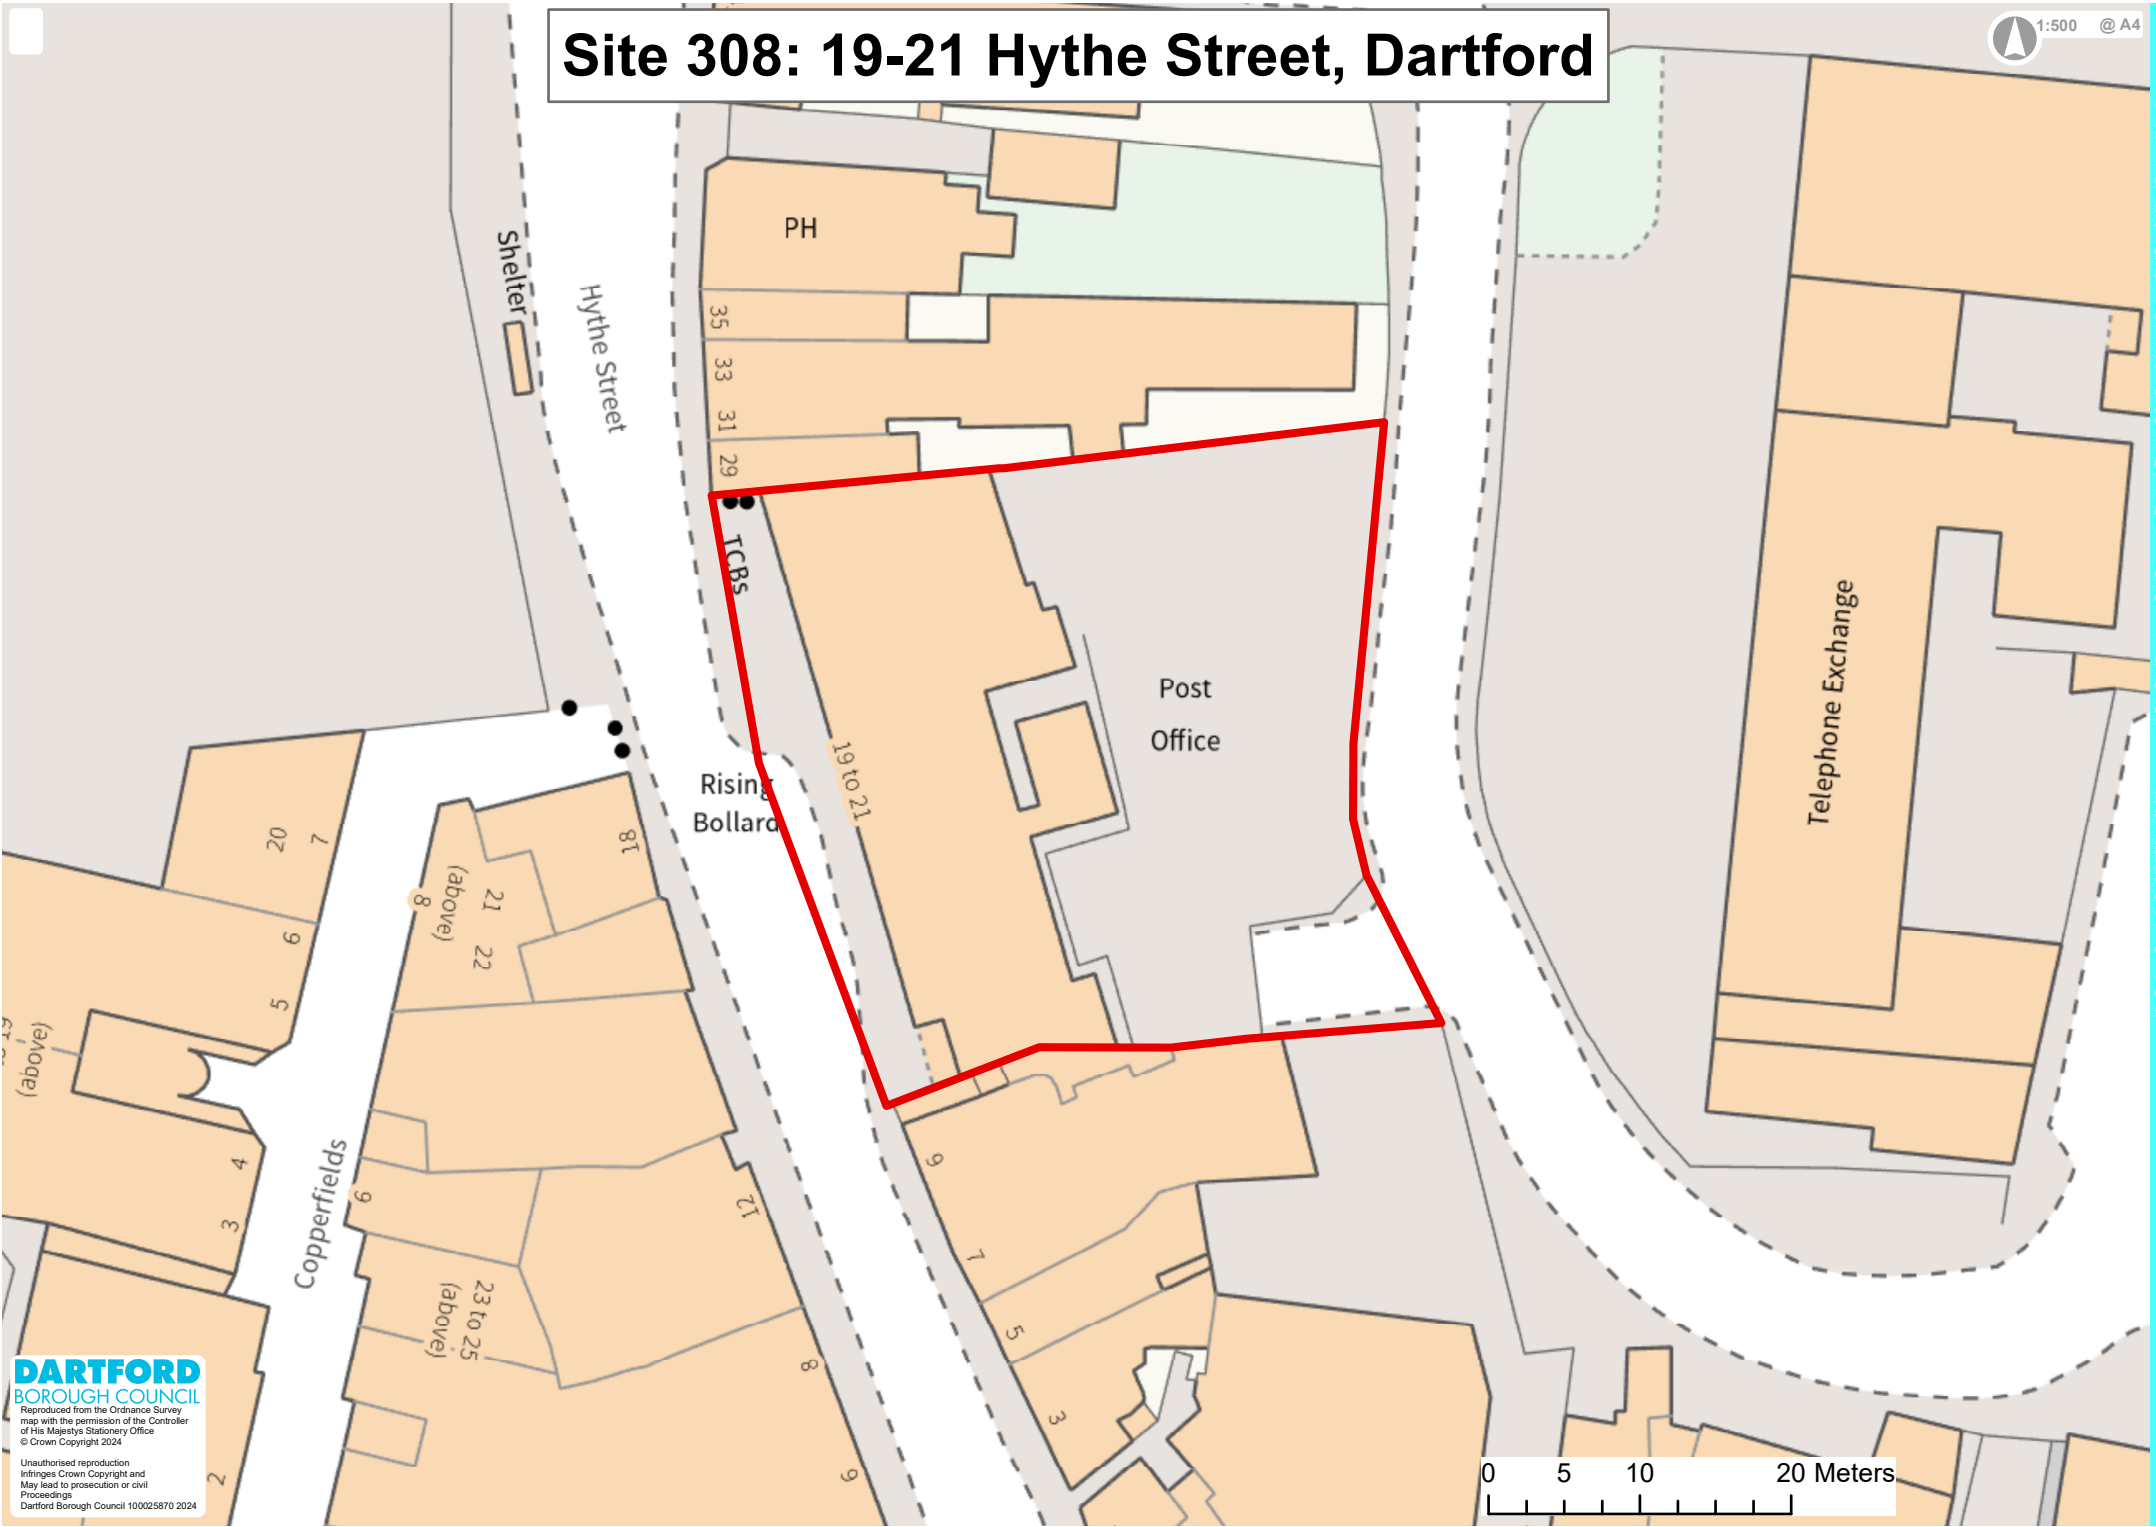 Site 308: 19-21 Hythe Street, Dartford
1:500 @ A4
PH
Shelter
Hythe Street
35
33
31
29
TCBs
Post
Office
Telephone Exchange
19 to 21
Rising
Bollard
20
7
18
21
22
(above)
8
6
5
(above)
4
3
Copperfields
9
12
9
7
23 to 25
(above)
5
8
3
9
2
DARTFORD
BOROUGH COUNCIL
Reproduced from the Ordnance Survey
map with the permission of the Controller
of His Majestys Stationery Office
© Crown Copyright 2024
Unauthorised reproduction
Infringes Crown Copyright and
May lead to prosecution or civil
Proceedings
Dartford Borough Council 100025870 2024
0 5 10 20 Meters